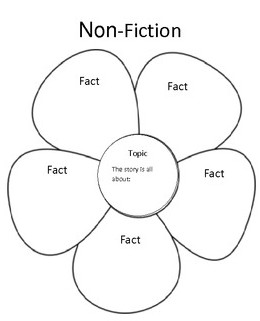 Non-Fiction
Fact
Fact
Topic
The story is all
about:
Fact
Fact
Fact